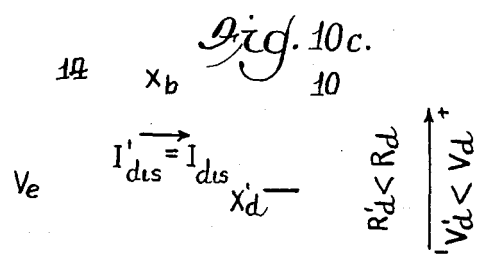 Fig. 10c.
14 X_b 10
I'_dis = I_dis
V_e X'_d
R'_d < R_d
- V'_d < V_d +